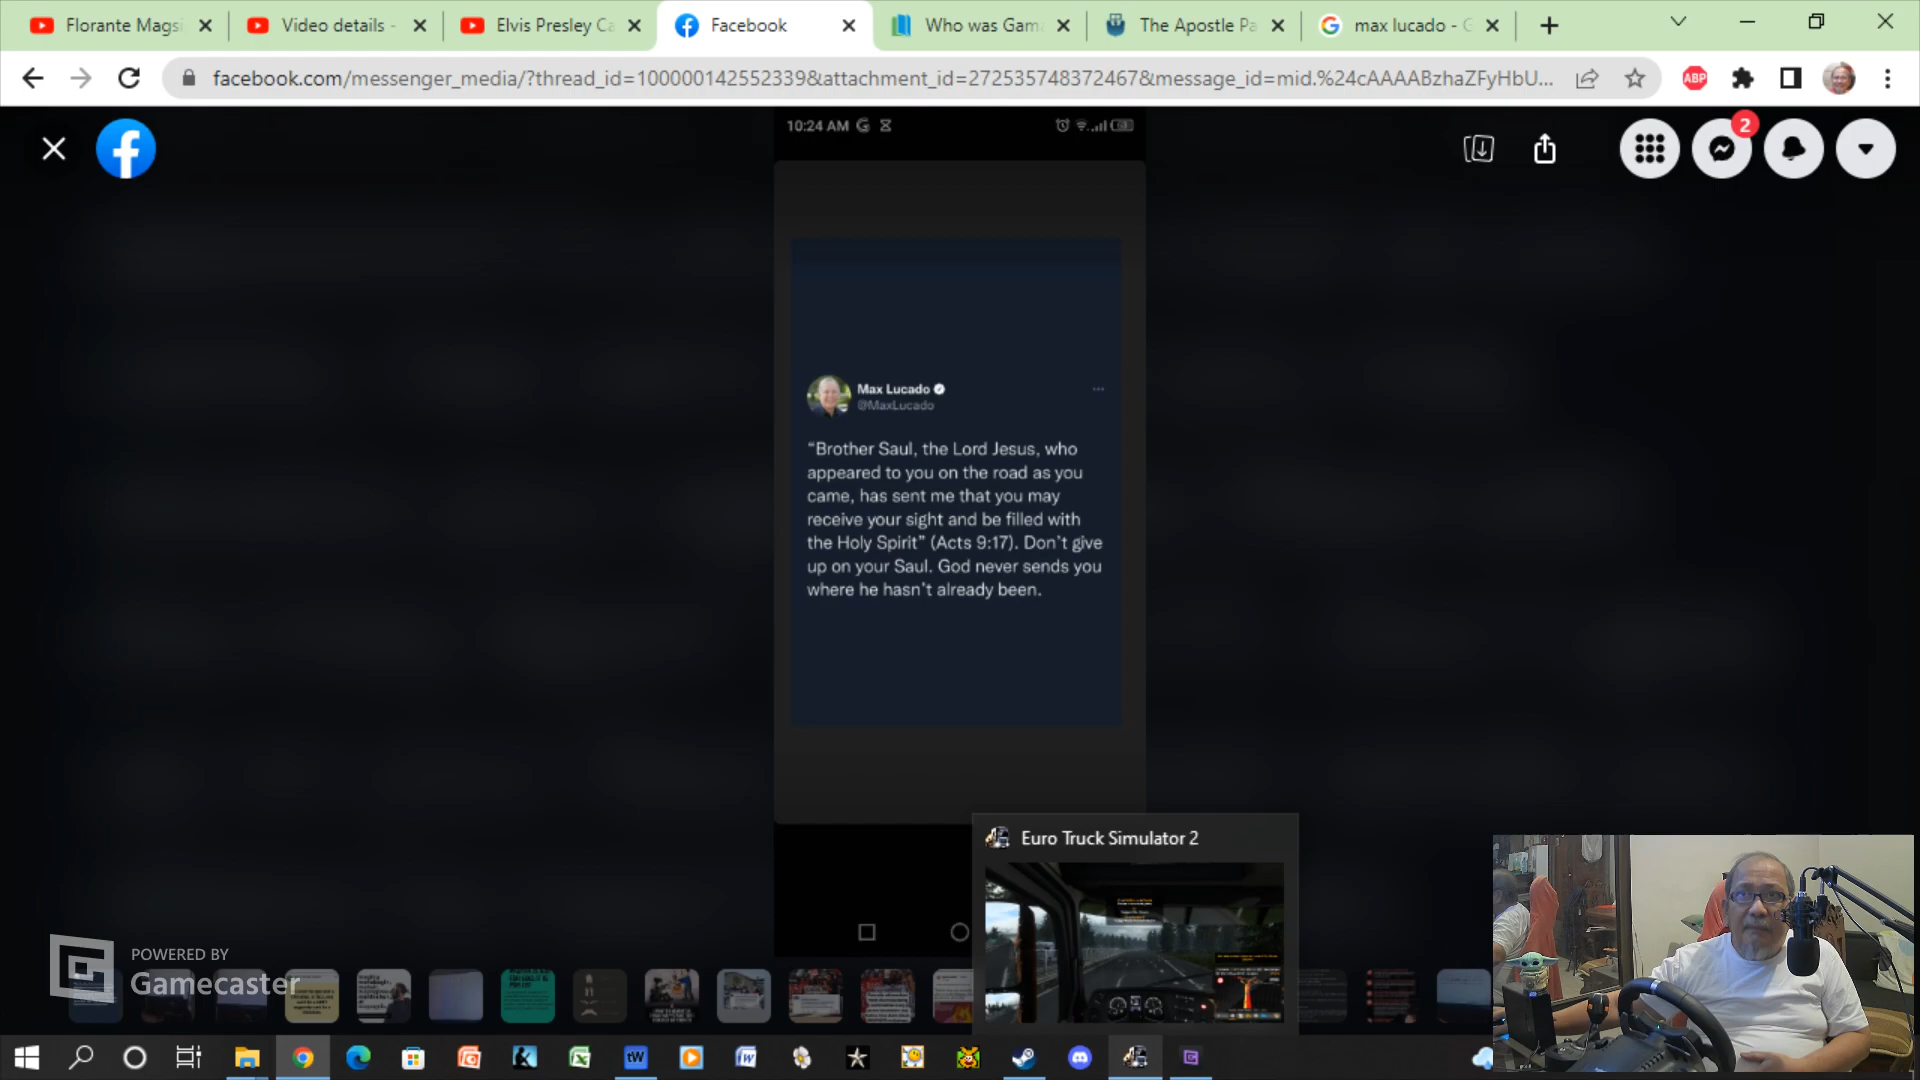 Florante Magsi
Video details -
Elvis Presley Ca
Facebook
Who was Gam
The Apostle Pa
max lucado - G
facebook.com/messenger_media/?thread_id=100000142552339&attachment_id=272535748372467&message_id=mid.%24cAAAABzhaZFyHbU...
ABP
10:24 AM
2
Max Lucado
@MaxLucado
“Brother Saul, the Lord Jesus, who
appeared to you on the road as you
came, has sent me that you may
receive your sight and be filled with
the Holy Spirit” (Acts 9:17). Don’t give
up on your Saul. God never sends you
where he hasn’t already been.
Euro Truck Simulator 2
POWERED BY
Gamecaster
tW